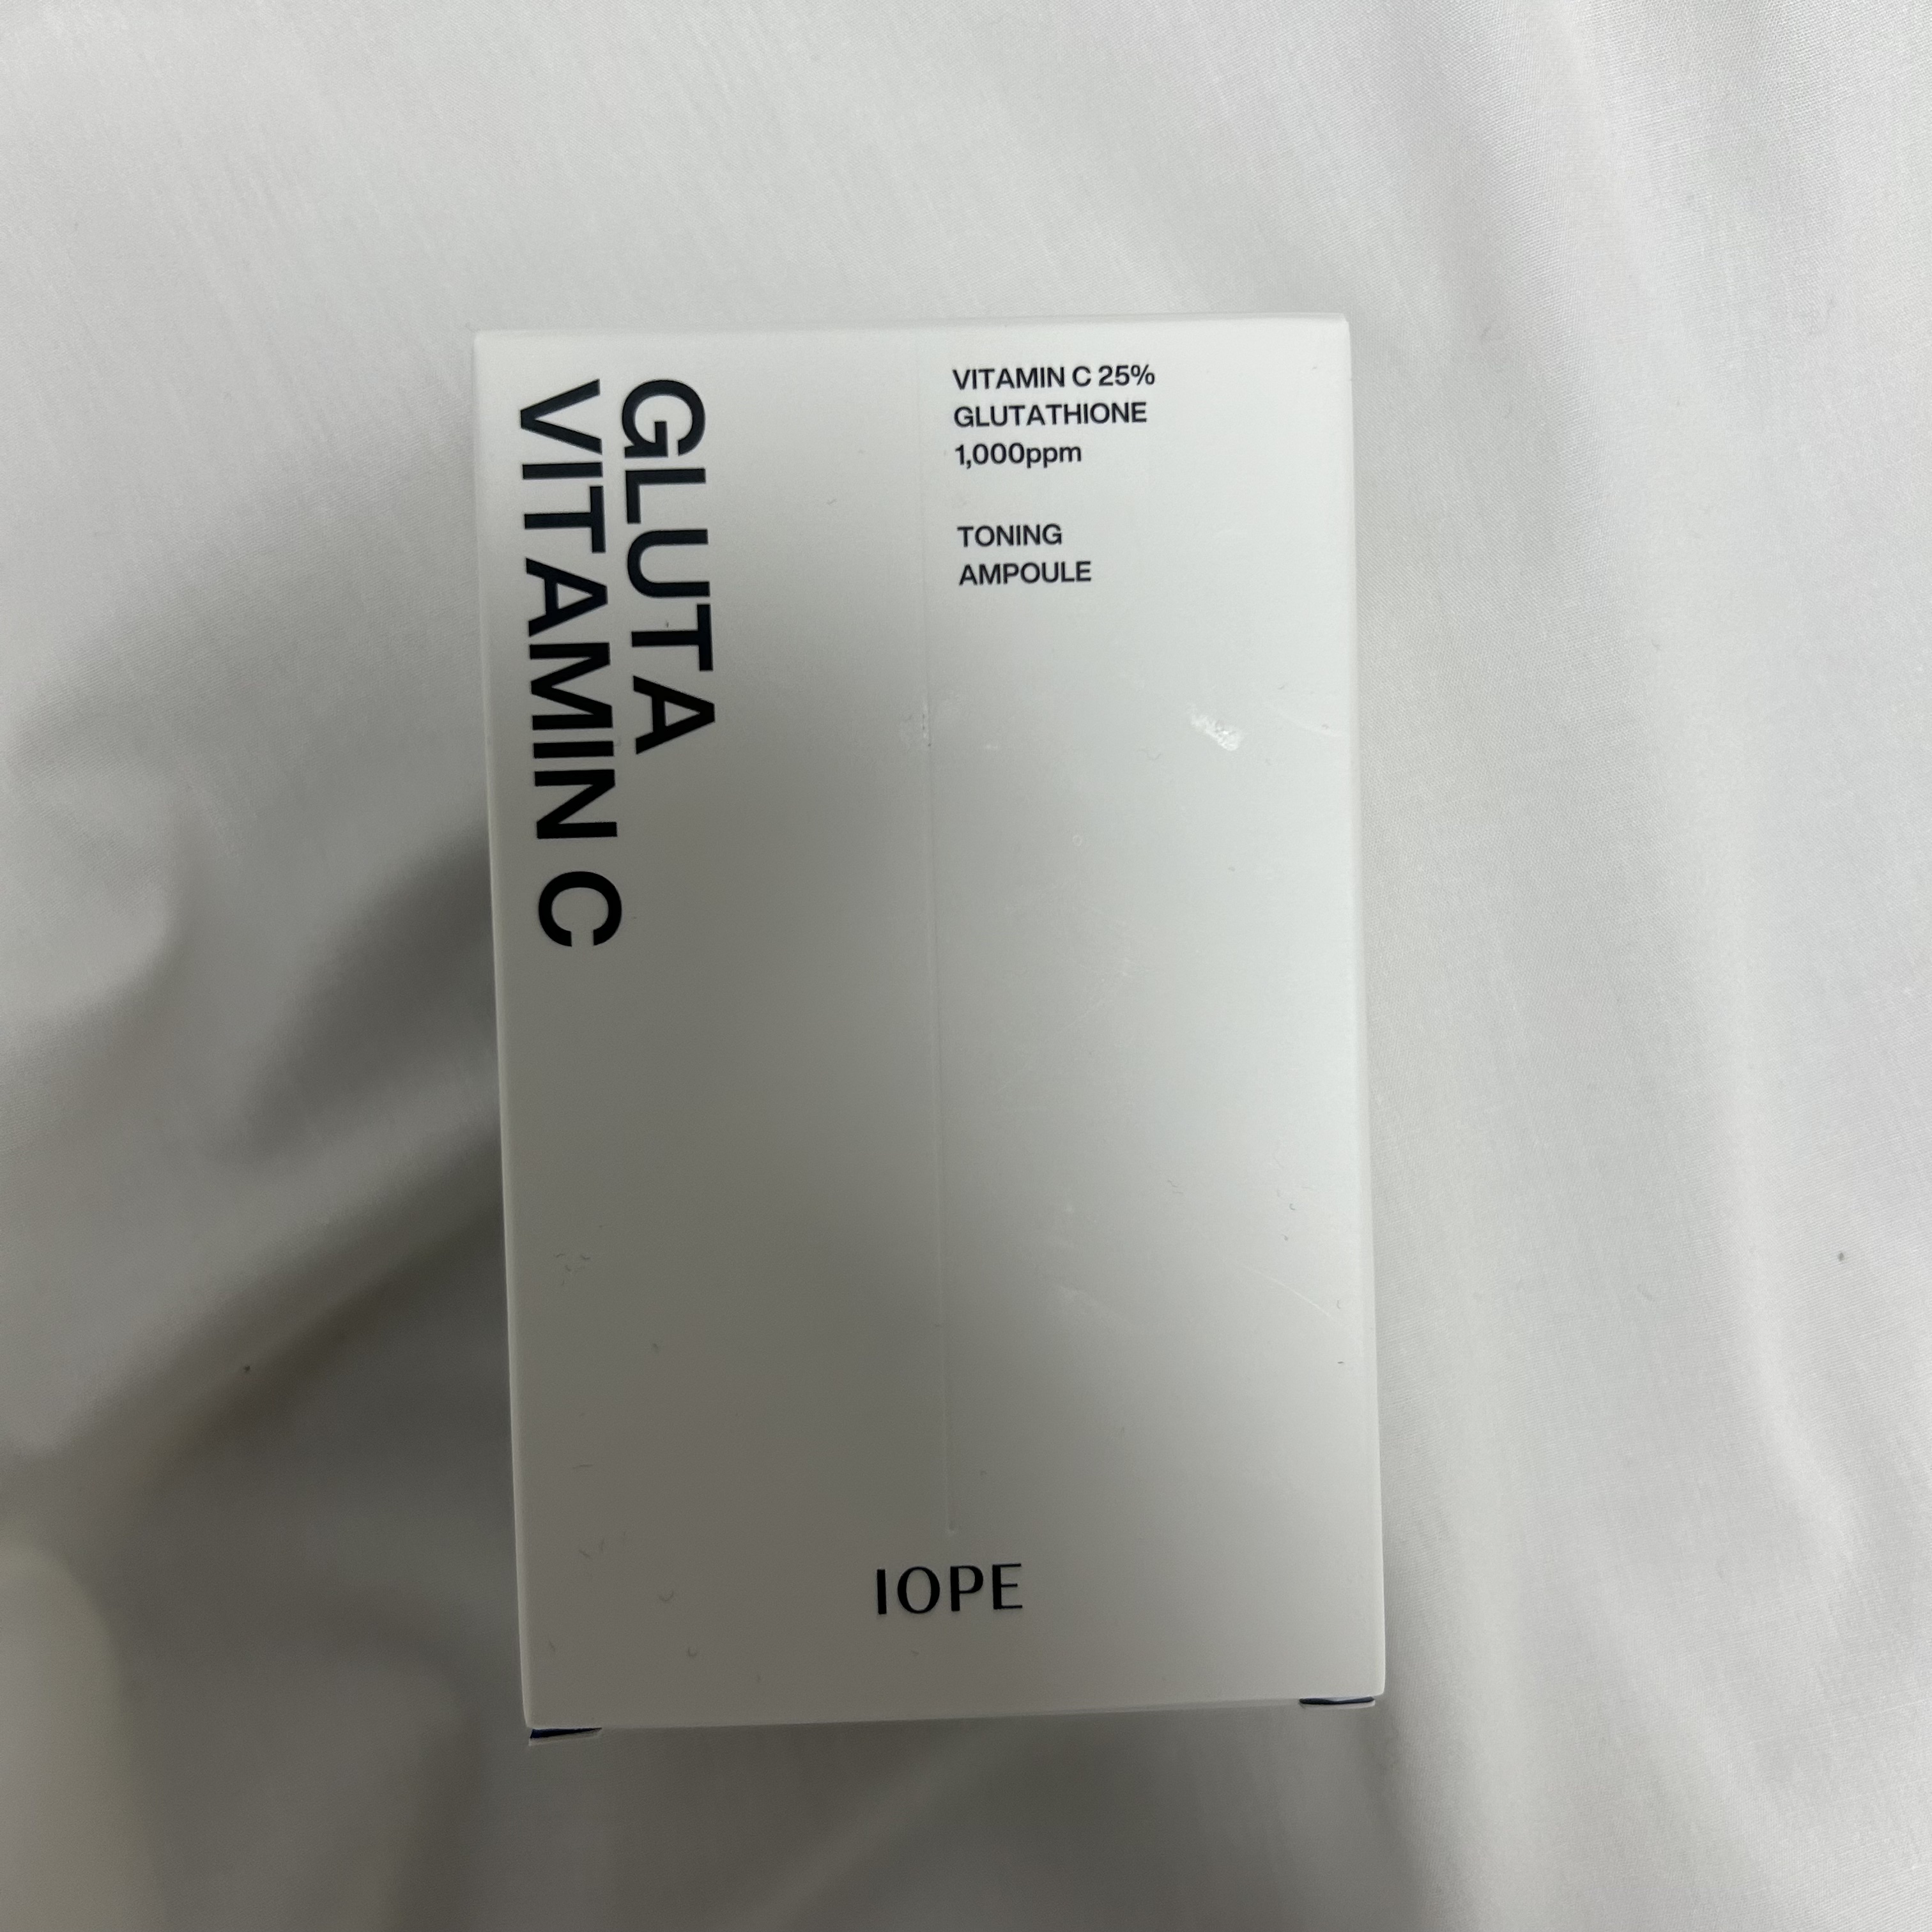 GLUTA
VITAMIN C
VITAMIN C 25%
GLUTATHIONE
1,000ppm
TONING
AMPOULE
IOPE